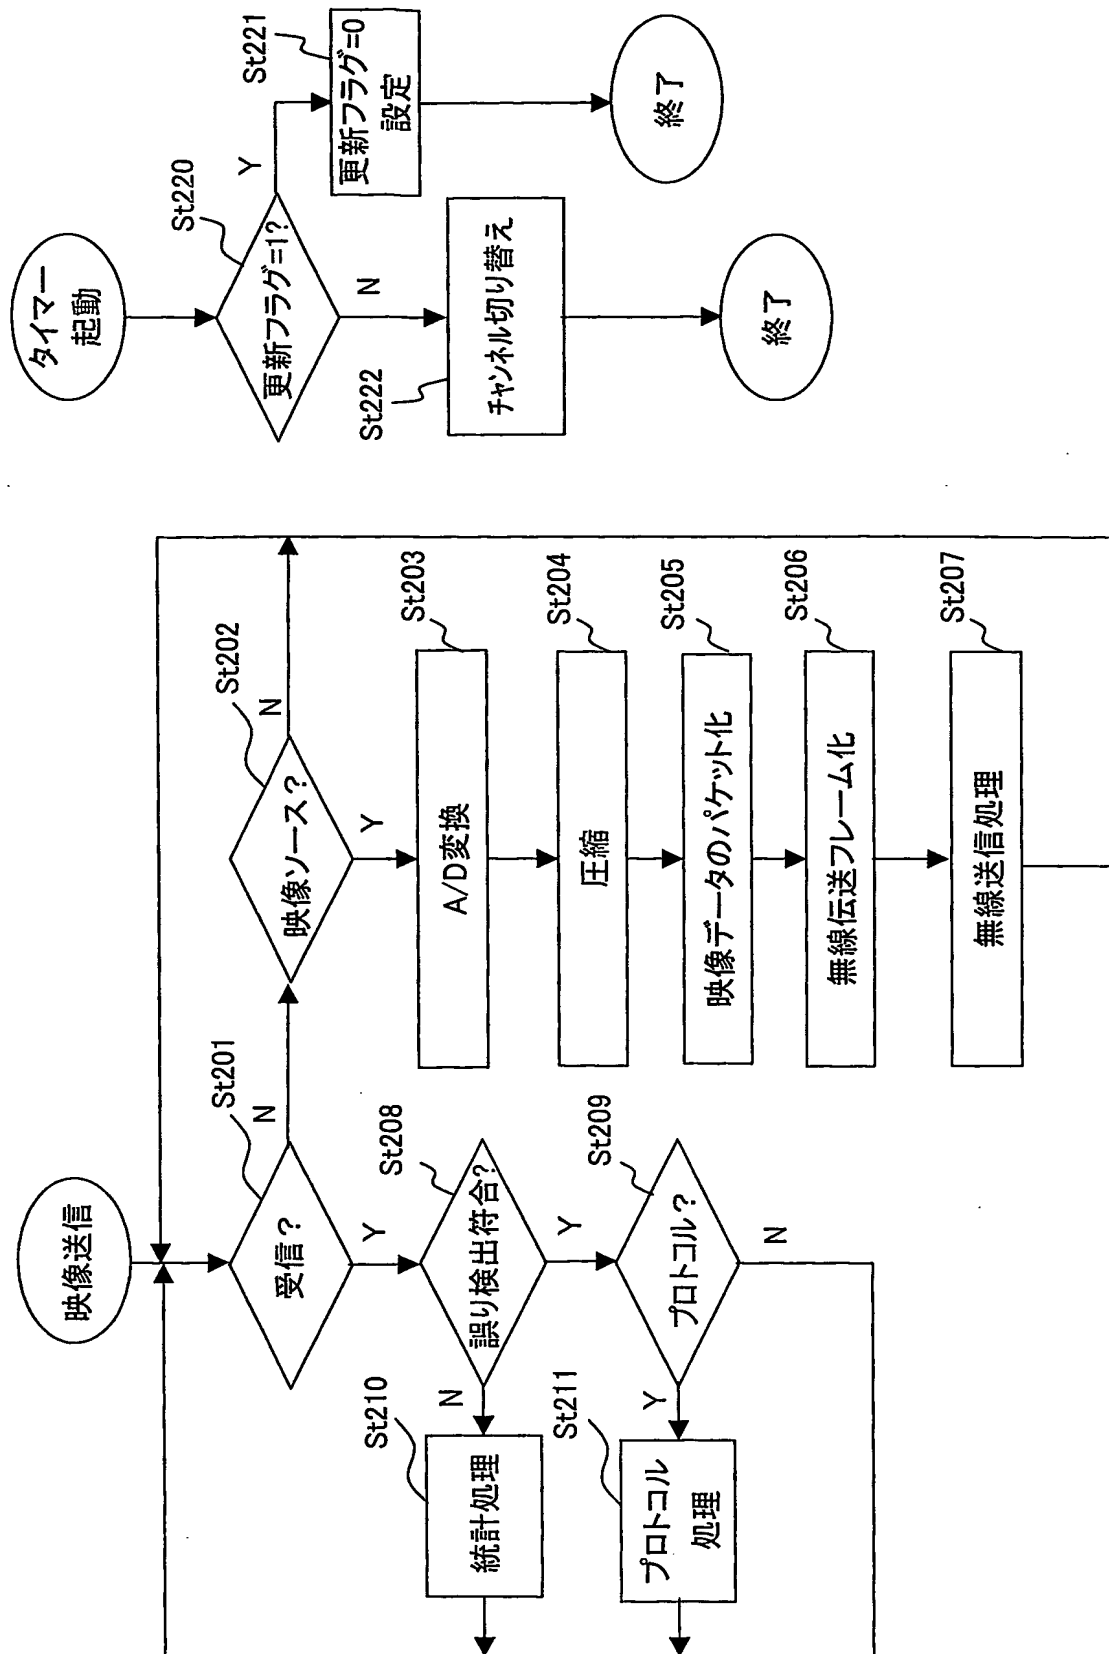 映像送信
St201
受信?
N
Y
St202
映像ソース?
N
Y
St203
A/D変換
St204
圧縮
St205
映像データのパケット化
St206
無線伝送フレーム化
St207
無線送信処理
St208
誤り検出符合?
N
Y
St210
統計処理
St209
プロトコル?
Y
N
St211
プロトコル
処理
タイマー
起動
St220
更新フラグ=1?
Y
N
St221
更新フラグ=0
設定
終了
St222
チャンネル切り替え
終了